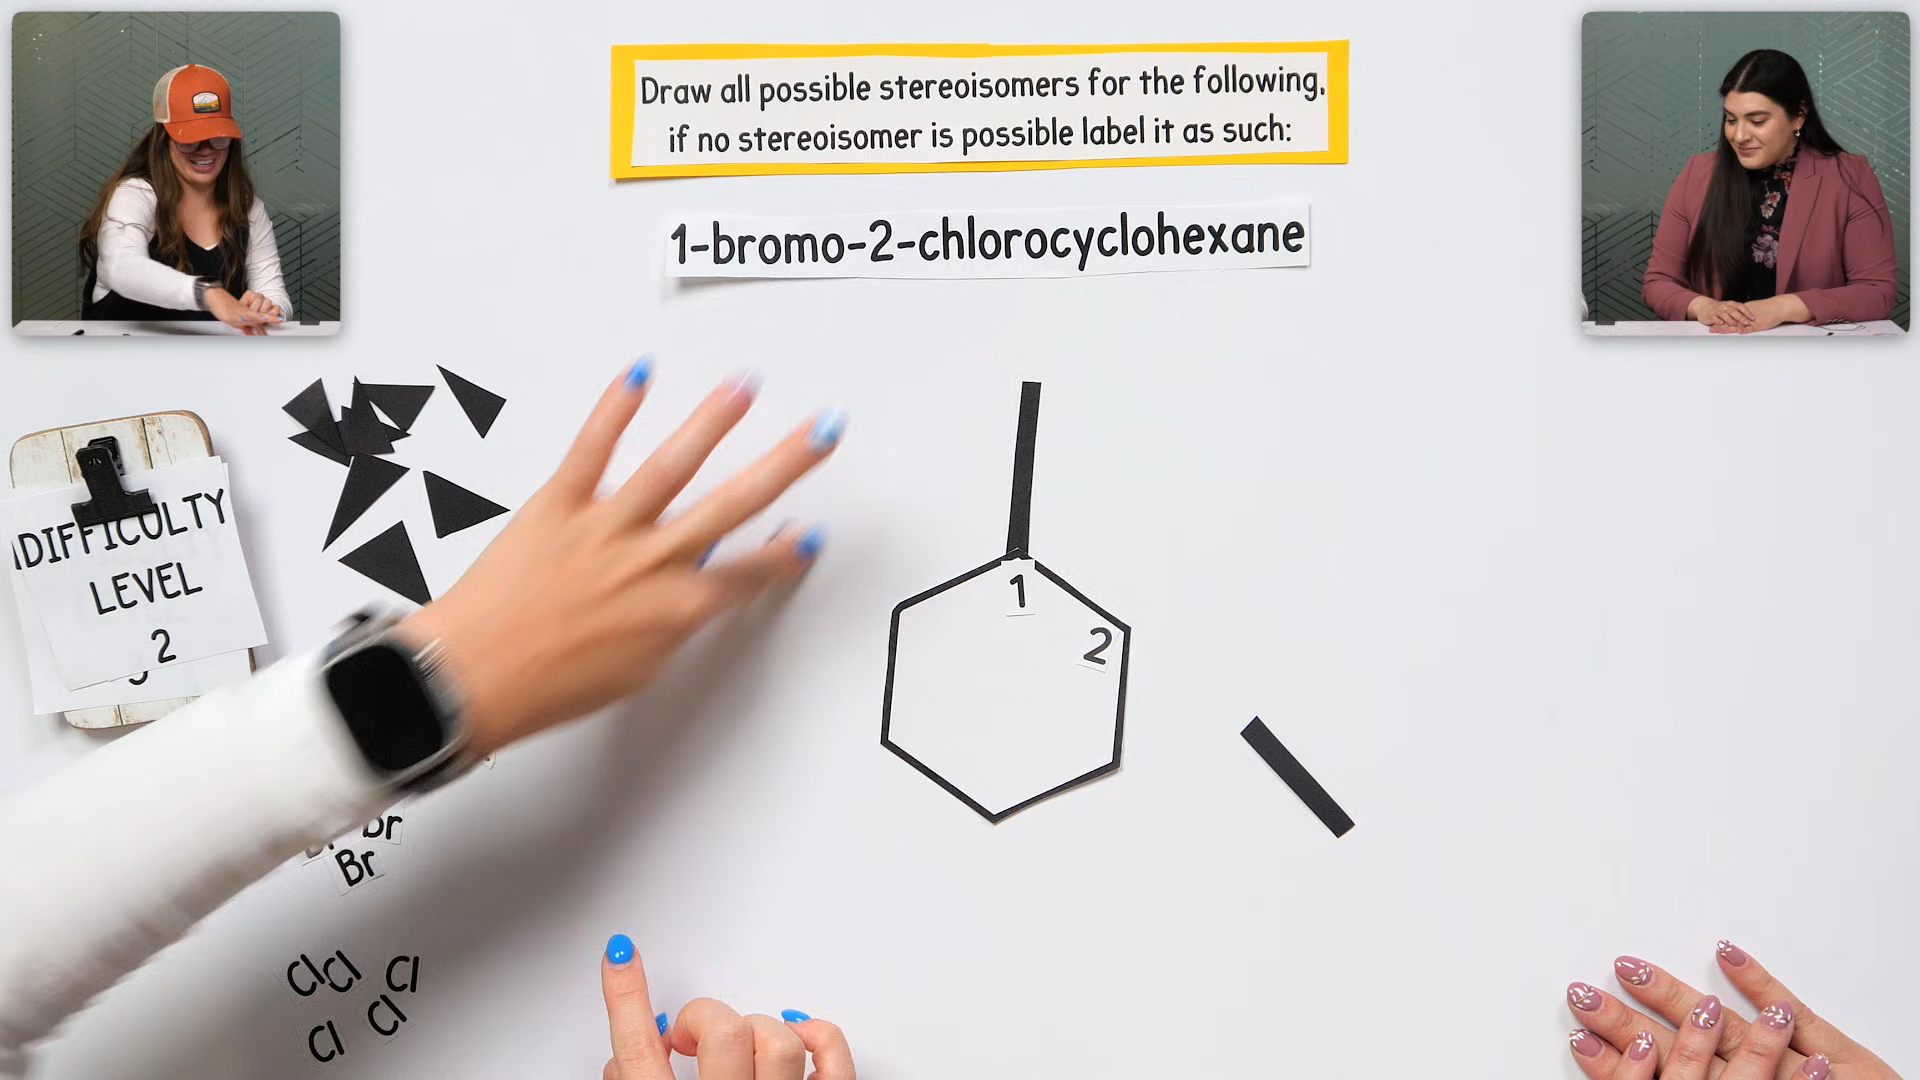 Draw all possible stereoisomers for the following,
if no stereoisomer is possible label it as such:
1-bromo-2-chlorocyclohexane
DIFFICULTY
LEVEL
2
1
2
Br
Br
Cl Cl Cl
Cl Cl